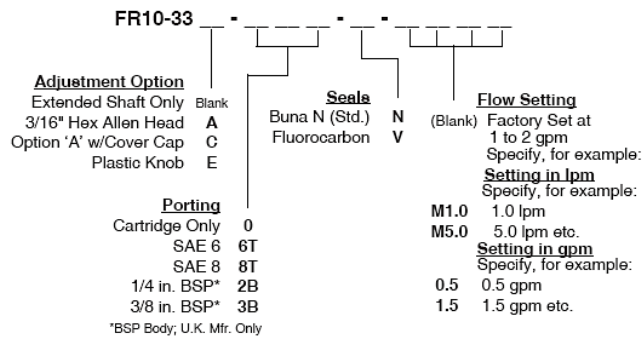 FR10-33 __ - __ __ __ - __ - __ __ __ __
Adjustment Option
Extended Shaft Only Blank
3/16" Hex Allen Head A
Option 'A' w/Cover Cap C
Plastic Knob E
Porting
Cartridge Only 0
SAE 6 6T
SAE 8 8T
1/4 in. BSP* 2B
3/8 in. BSP* 3B
*BSP Body; U.K. Mfr. Only
Seals
Buna N (Std.) N
Fluorocarbon V
Flow Setting
(Blank) Factory Set at
1 to 2 gpm
Specify, for example:
Setting in lpm
Specify, for example:
M1.0 1.0 lpm
M5.0 5.0 lpm etc.
Setting in gpm
Specify, for example:
0.5 0.5 gpm
1.5 1.5 gpm etc.